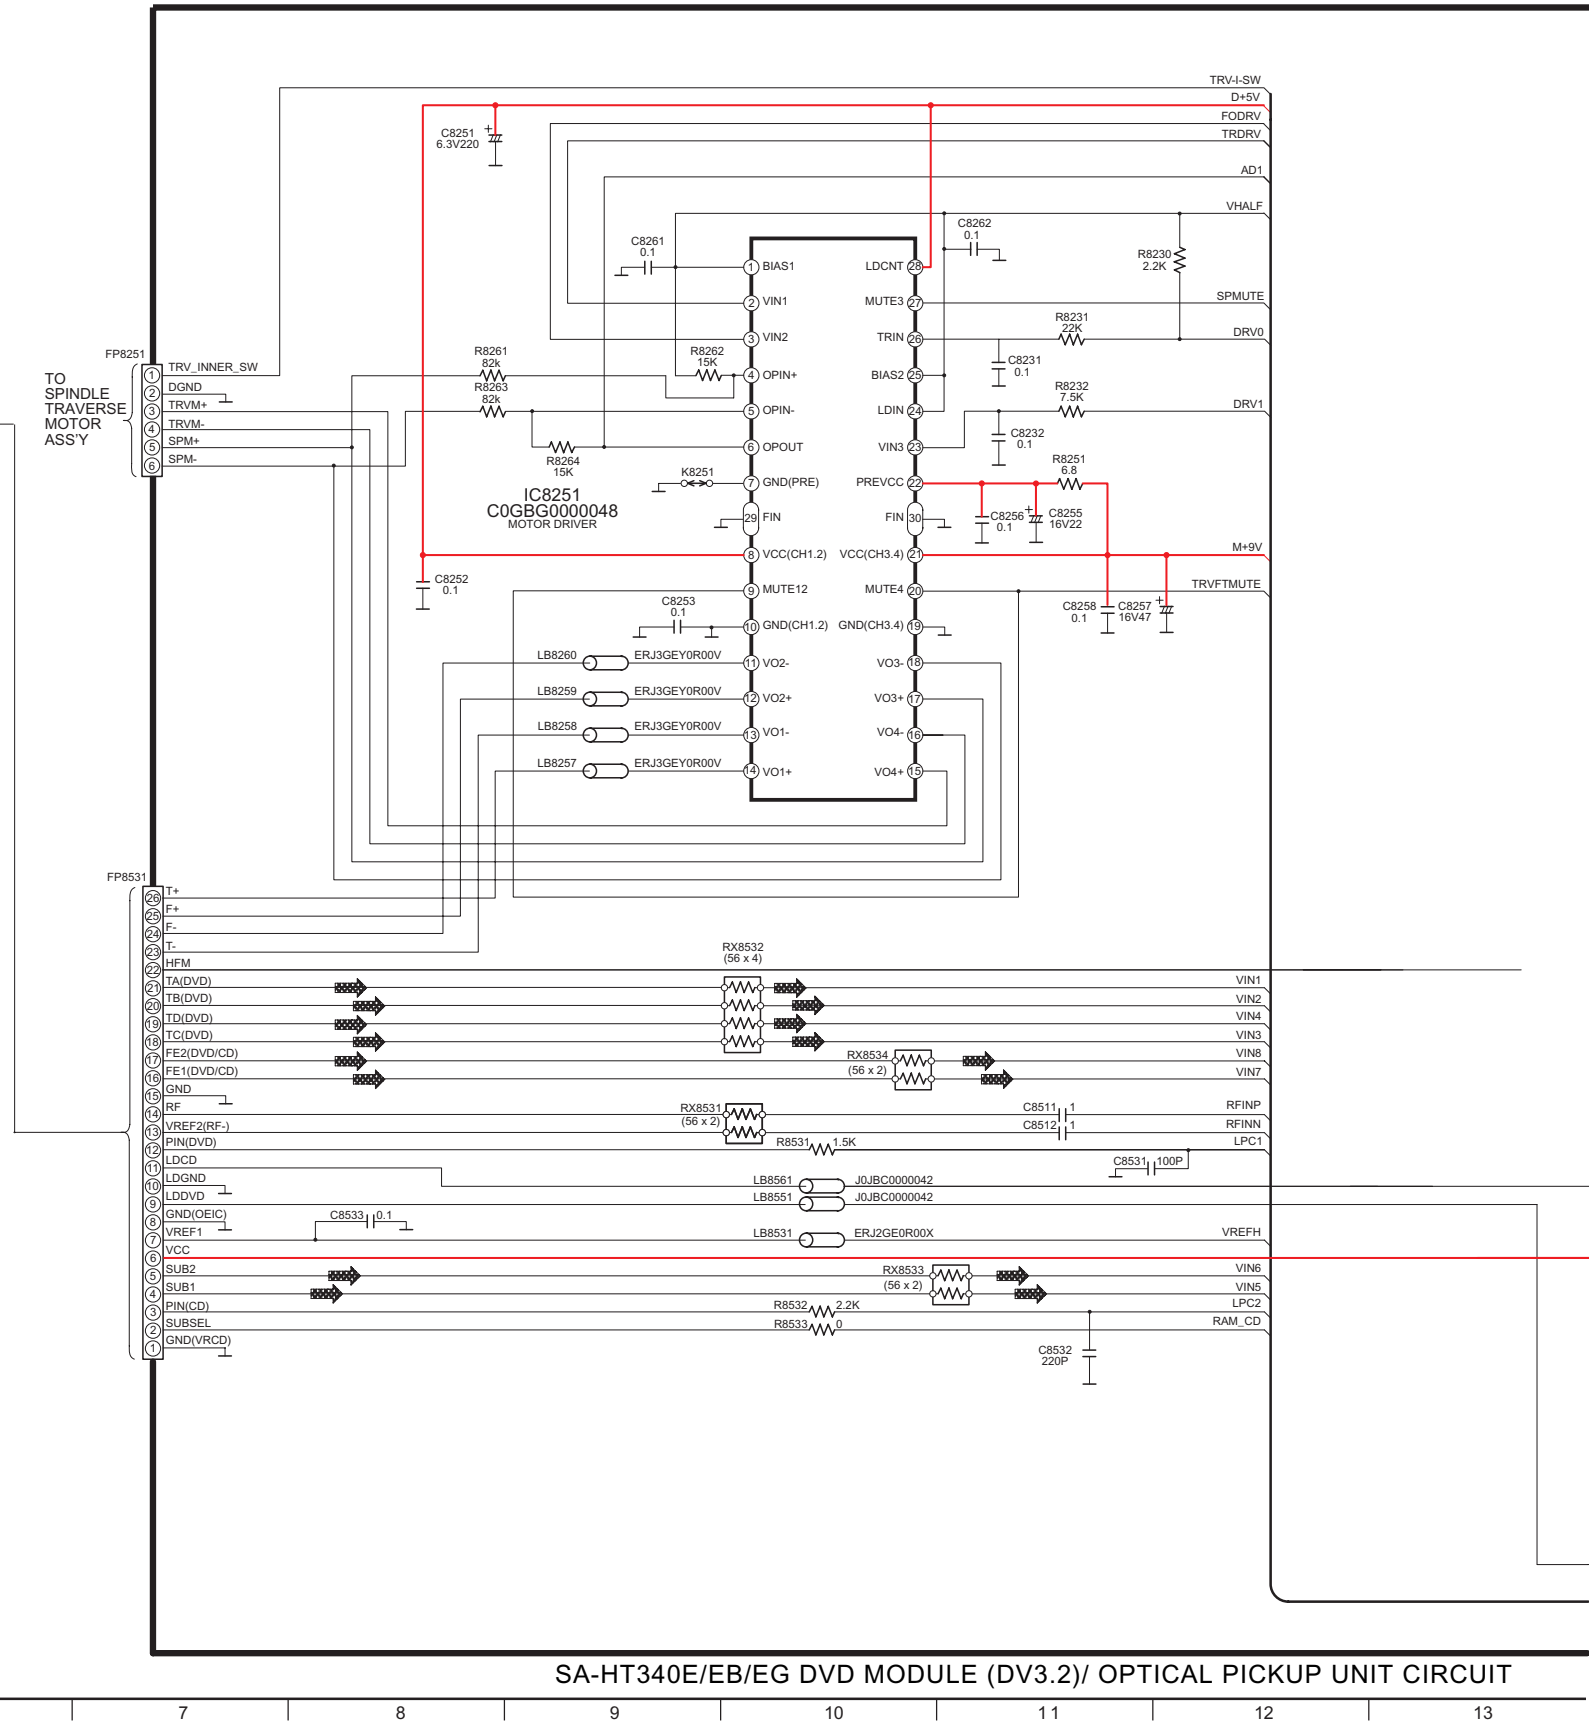 TRV-I-SW
D+5V
FODRV
TRDRV
AD1
VHALF
C8251
6.3V220
+
C8261
0.1
C8262
0.1
R8230
2.2K
1 BIAS1
LDCNT 28
2 VIN1
MUTE3 27
SPMUTE
3 VIN2
TRIN 26
R8231
22K
DRV0
C8231
0.1
FP8251
TO
SPINDLE
TRAVERSE
MOTOR
ASS'Y
1 TRV_INNER_SW
2 DGND
3 TRVM+
4 TRVM-
5 SPM+
6 SPM-
R8261
82k
R8263
82k
R8262
15K
4 OPIN+
BIAS2 25
R8232
7.5K
5 OPIN-
LDIN 24
DRV1
C8232
0.1
R8264
15K
6 OPOUT
VIN3 23
R8251
6.8
K8251
7 GND(PRE)
PREVCC 22
IC8251
C0GBG0000048
MOTOR DRIVER
29 FIN
FIN 30
C8256
0.1
+
C8255
16V22
8 VCC(CH1.2)
VCC(CH3.4) 21
M+9V
C8252
0.1
9 MUTE12
MUTE4 20
TRVFTMUTE
C8253
0.1
C8258
0.1
C8257
16V47
+
10 GND(CH1.2)
GND(CH3.4) 19
LB8260
ERJ3GEY0R00V
11 VO2-
VO3- 18
LB8259
ERJ3GEY0R00V
12 VO2+
VO3+ 17
LB8258
ERJ3GEY0R00V
13 VO1-
VO4- 16
LB8257
ERJ3GEY0R00V
14 VO1+
VO4+ 15
FP8531
26 T+
25 F+
24 F-
23 T-
22 HFM
RX8532
(56 x 4)
21 TA(DVD)
VIN1
20 TB(DVD)
VIN2
19 TD(DVD)
VIN4
18 TC(DVD)
VIN3
17 FE2(DVD/CD)
RX8534
(56 x 2)
VIN8
16 FE1(DVD/CD)
VIN7
15 GND
14 RF
RX8531
(56 x 2)
C8511 1
RFINP
13 VREF2(RF-)
C8512 1
RFINN
12 PIN(DVD)
R8531 1.5K
LPC1
11 LDCD
C8531 100P
10 LDGND
LB8561
J0JBC0000042
9 LDDVD
LB8551
J0JBC0000042
8 GND(OEIC)
C8533 0.1
7 VREF1
LB8531
ERJ2GE0R00X
VREFH
6 VCC
5 SUB2
RX8533
(56 x 2)
VIN6
4 SUB1
VIN5
3 PIN(CD)
R8532 2.2K
LPC2
2 SUBSEL
R8533 0
RAM_CD
1 GND(VRCD)
C8532
220P
SA-HT340E/EB/EG DVD MODULE (DV3.2)/ OPTICAL PICKUP UNIT CIRCUIT
7 8 9 10 11 12 13